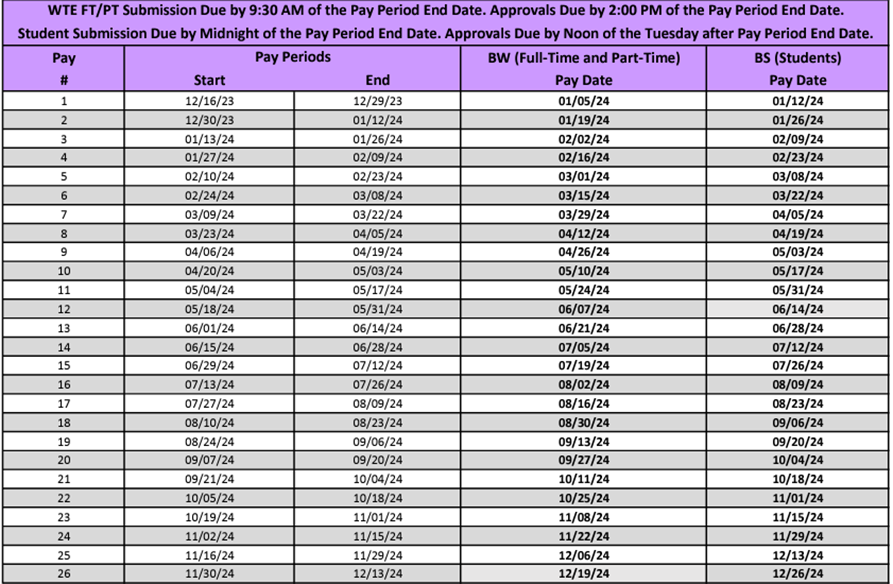 WTE FT/PT Submission Due by 9:30 AM of the Pay Period End Date. Approvals Due by 2:00 PM of the Pay Period End Date.
Student Submission Due by Midnight of the Pay Period End Date. Approvals Due by Noon of the Tuesday after Pay Period End Date.
Pay Pay Periods BW (Full-Time and Part-Time) BS (Students)
# Start End Pay Date Pay Date
1 12/16/23 12/29/23 01/05/24 01/12/24
2 12/30/23 01/12/24 01/19/24 01/26/24
3 01/13/24 01/26/24 02/02/24 02/09/24
4 01/27/24 02/09/24 02/16/24 02/23/24
5 02/10/24 02/23/24 03/01/24 03/08/24
6 02/24/24 03/08/24 03/15/24 03/22/24
7 03/09/24 03/22/24 03/29/24 04/05/24
8 03/23/24 04/05/24 04/12/24 04/19/24
9 04/06/24 04/19/24 04/26/24 05/03/24
10 04/20/24 05/03/24 05/10/24 05/17/24
11 05/04/24 05/17/24 05/24/24 05/31/24
12 05/18/24 05/31/24 06/07/24 06/14/24
13 06/01/24 06/14/24 06/21/24 06/28/24
14 06/15/24 06/28/24 07/05/24 07/12/24
15 06/29/24 07/12/24 07/19/24 07/26/24
16 07/13/24 07/26/24 08/02/24 08/09/24
17 07/27/24 08/09/24 08/16/24 08/23/24
18 08/10/24 08/23/24 08/30/24 09/06/24
19 08/24/24 09/06/24 09/13/24 09/20/24
20 09/07/24 09/20/24 09/27/24 10/04/24
21 09/21/24 10/04/24 10/11/24 10/18/24
22 10/05/24 10/18/24 10/25/24 11/01/24
23 10/19/24 11/01/24 11/08/24 11/15/24
24 11/02/24 11/15/24 11/22/24 11/29/24
25 11/16/24 11/29/24 12/06/24 12/13/24
26 11/30/24 12/13/24 12/19/24 12/26/24